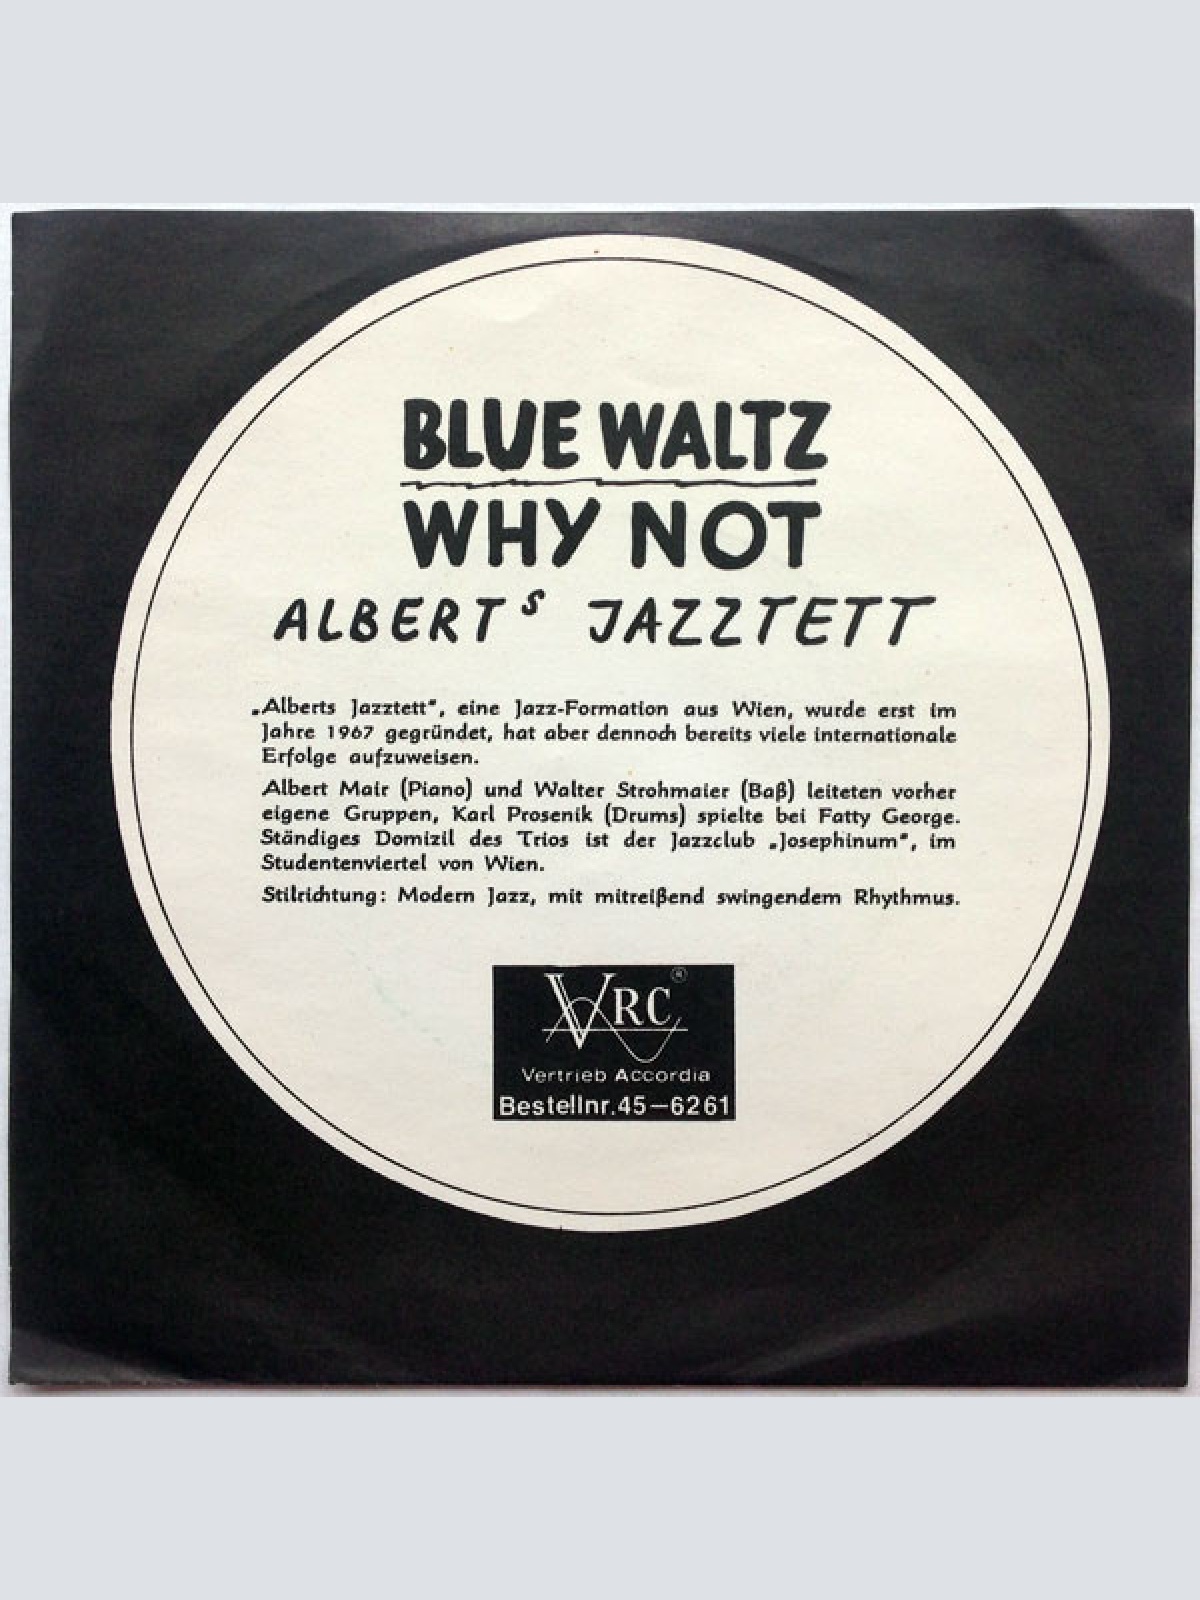 BLUE WALTZ
WHY NOT
ALBERTs JAZZTETT
„Alberts Jazztett“, eine Jazz-Formation aus Wien, wurde erst im
Jahre 1967 gegründet, hat aber dennoch bereits viele internationale
Erfolge aufzuweisen.
Albert Mair (Piano) und Walter Strohmaier (Baß) leiteten vorher
eigene Gruppen, Karl Prosenik (Drums) spielte bei Fatty George.
Ständiges Domizil des Trios ist der Jazzclub „Josephinum“, im
Studentenviertel von Wien.
Stilrichtung: Modern Jazz, mit mitreißend swingendem Rhythmus.
VRC®
Vertrieb Accordia
Bestellnr.45—6261